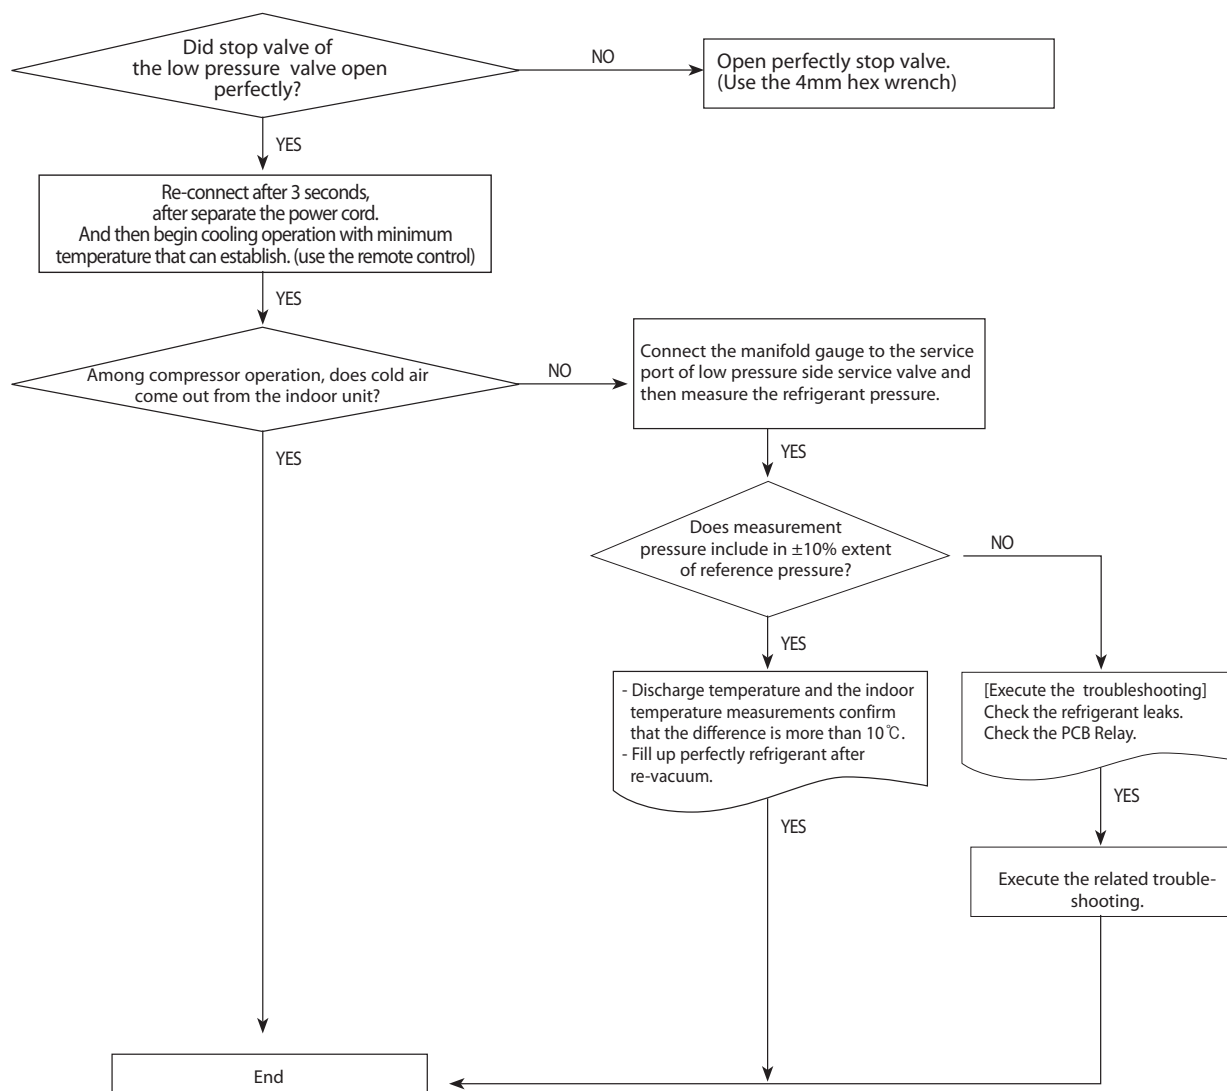 Did stop valve of
the low pressure valve open
perfectly?
NO
Open perfectly stop valve.
(Use the 4mm hex wrench)
YES
Re-connect after 3 seconds,
after separate the power cord.
And then begin cooling operation with minimum
temperature that can establish. (use the remote control)
YES
Among compressor operation, does cold air
come out from the indoor unit?
NO
Connect the manifold gauge to the service
port of low pressure side service valve and
then measure the refrigerant pressure.
YES
YES
Does measurement
pressure include in ±10% extent
of reference pressure?
NO
YES
- Discharge temperature and the indoor
temperature measurements confirm
that the difference is more than 10℃.
- Fill up perfectly refrigerant after
re-vacuum.
[Execute the troubleshooting]
Check the refrigerant leaks.
Check the PCB Relay.
YES
YES
Execute the related trouble-
shooting.
End